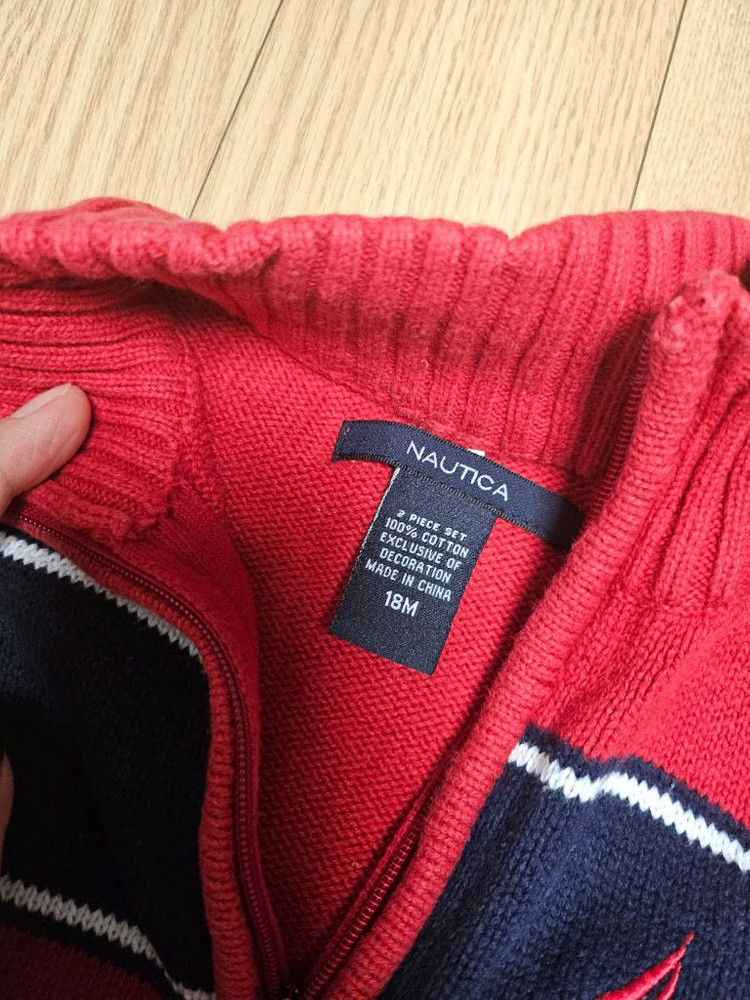 NAUTICA
2 PIECE SET
100% COTTON
EXCLUSIVE OF
DECORATION
MADE IN CHINA
18M